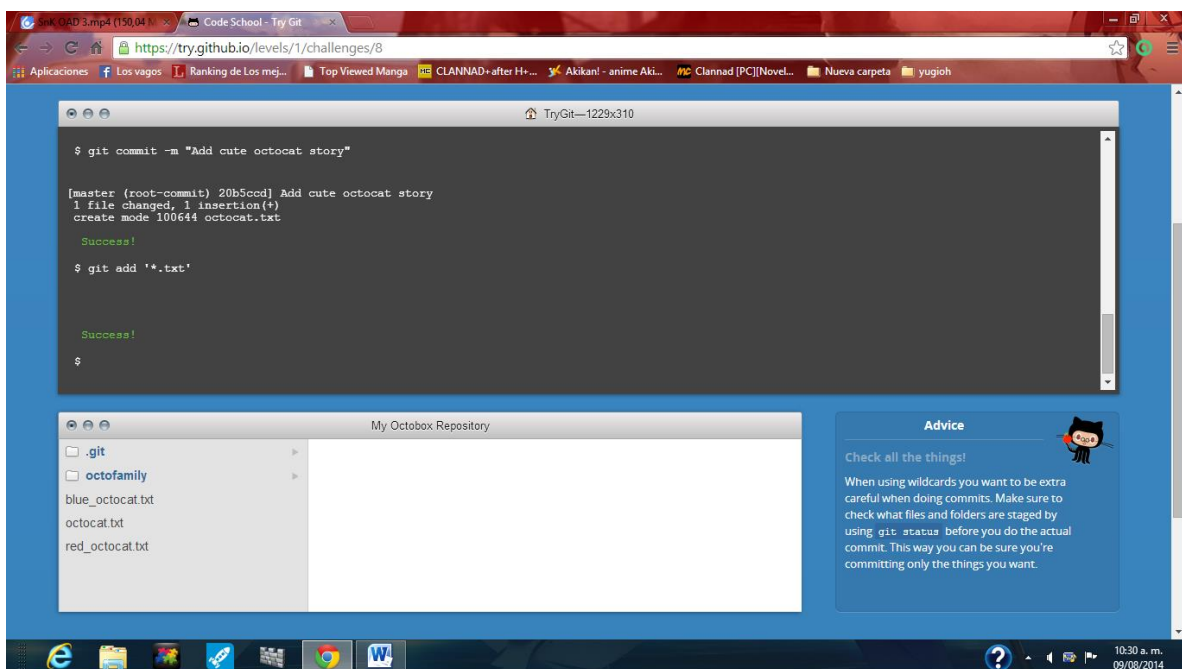 SnK OAD 3.mp4 (150,04 M
Code School - Try Git
https://try.github.io/levels/1/challenges/8
Aplicaciones
Los vagos
Ranking de Los mej...
Top Viewed Manga
CLANNAD+after H+...
Akikan! - anime Aki...
Clannad [PC][Novel...
Nueva carpeta
yugioh
TryGit—1229x310
$ git commit -m "Add cute octocat story"
[master (root-commit) 20b5ccd] Add cute octocat story
1 file changed, 1 insertion(+)
create mode 100644 octocat.txt
Success!
$ git add '*.txt'
Success!
$
My Octobox Repository
.git
octofamily
blue_octocat.txt
octocat.txt
red_octocat.txt
Advice
Check all the things!
When using wildcards you want to be extra
careful when doing commits. Make sure to
check what files and folders are staged by
using git status before you do the actual
commit. This way you can be sure you're
committing only the things you want.
10:30 a. m.
09/08/2014